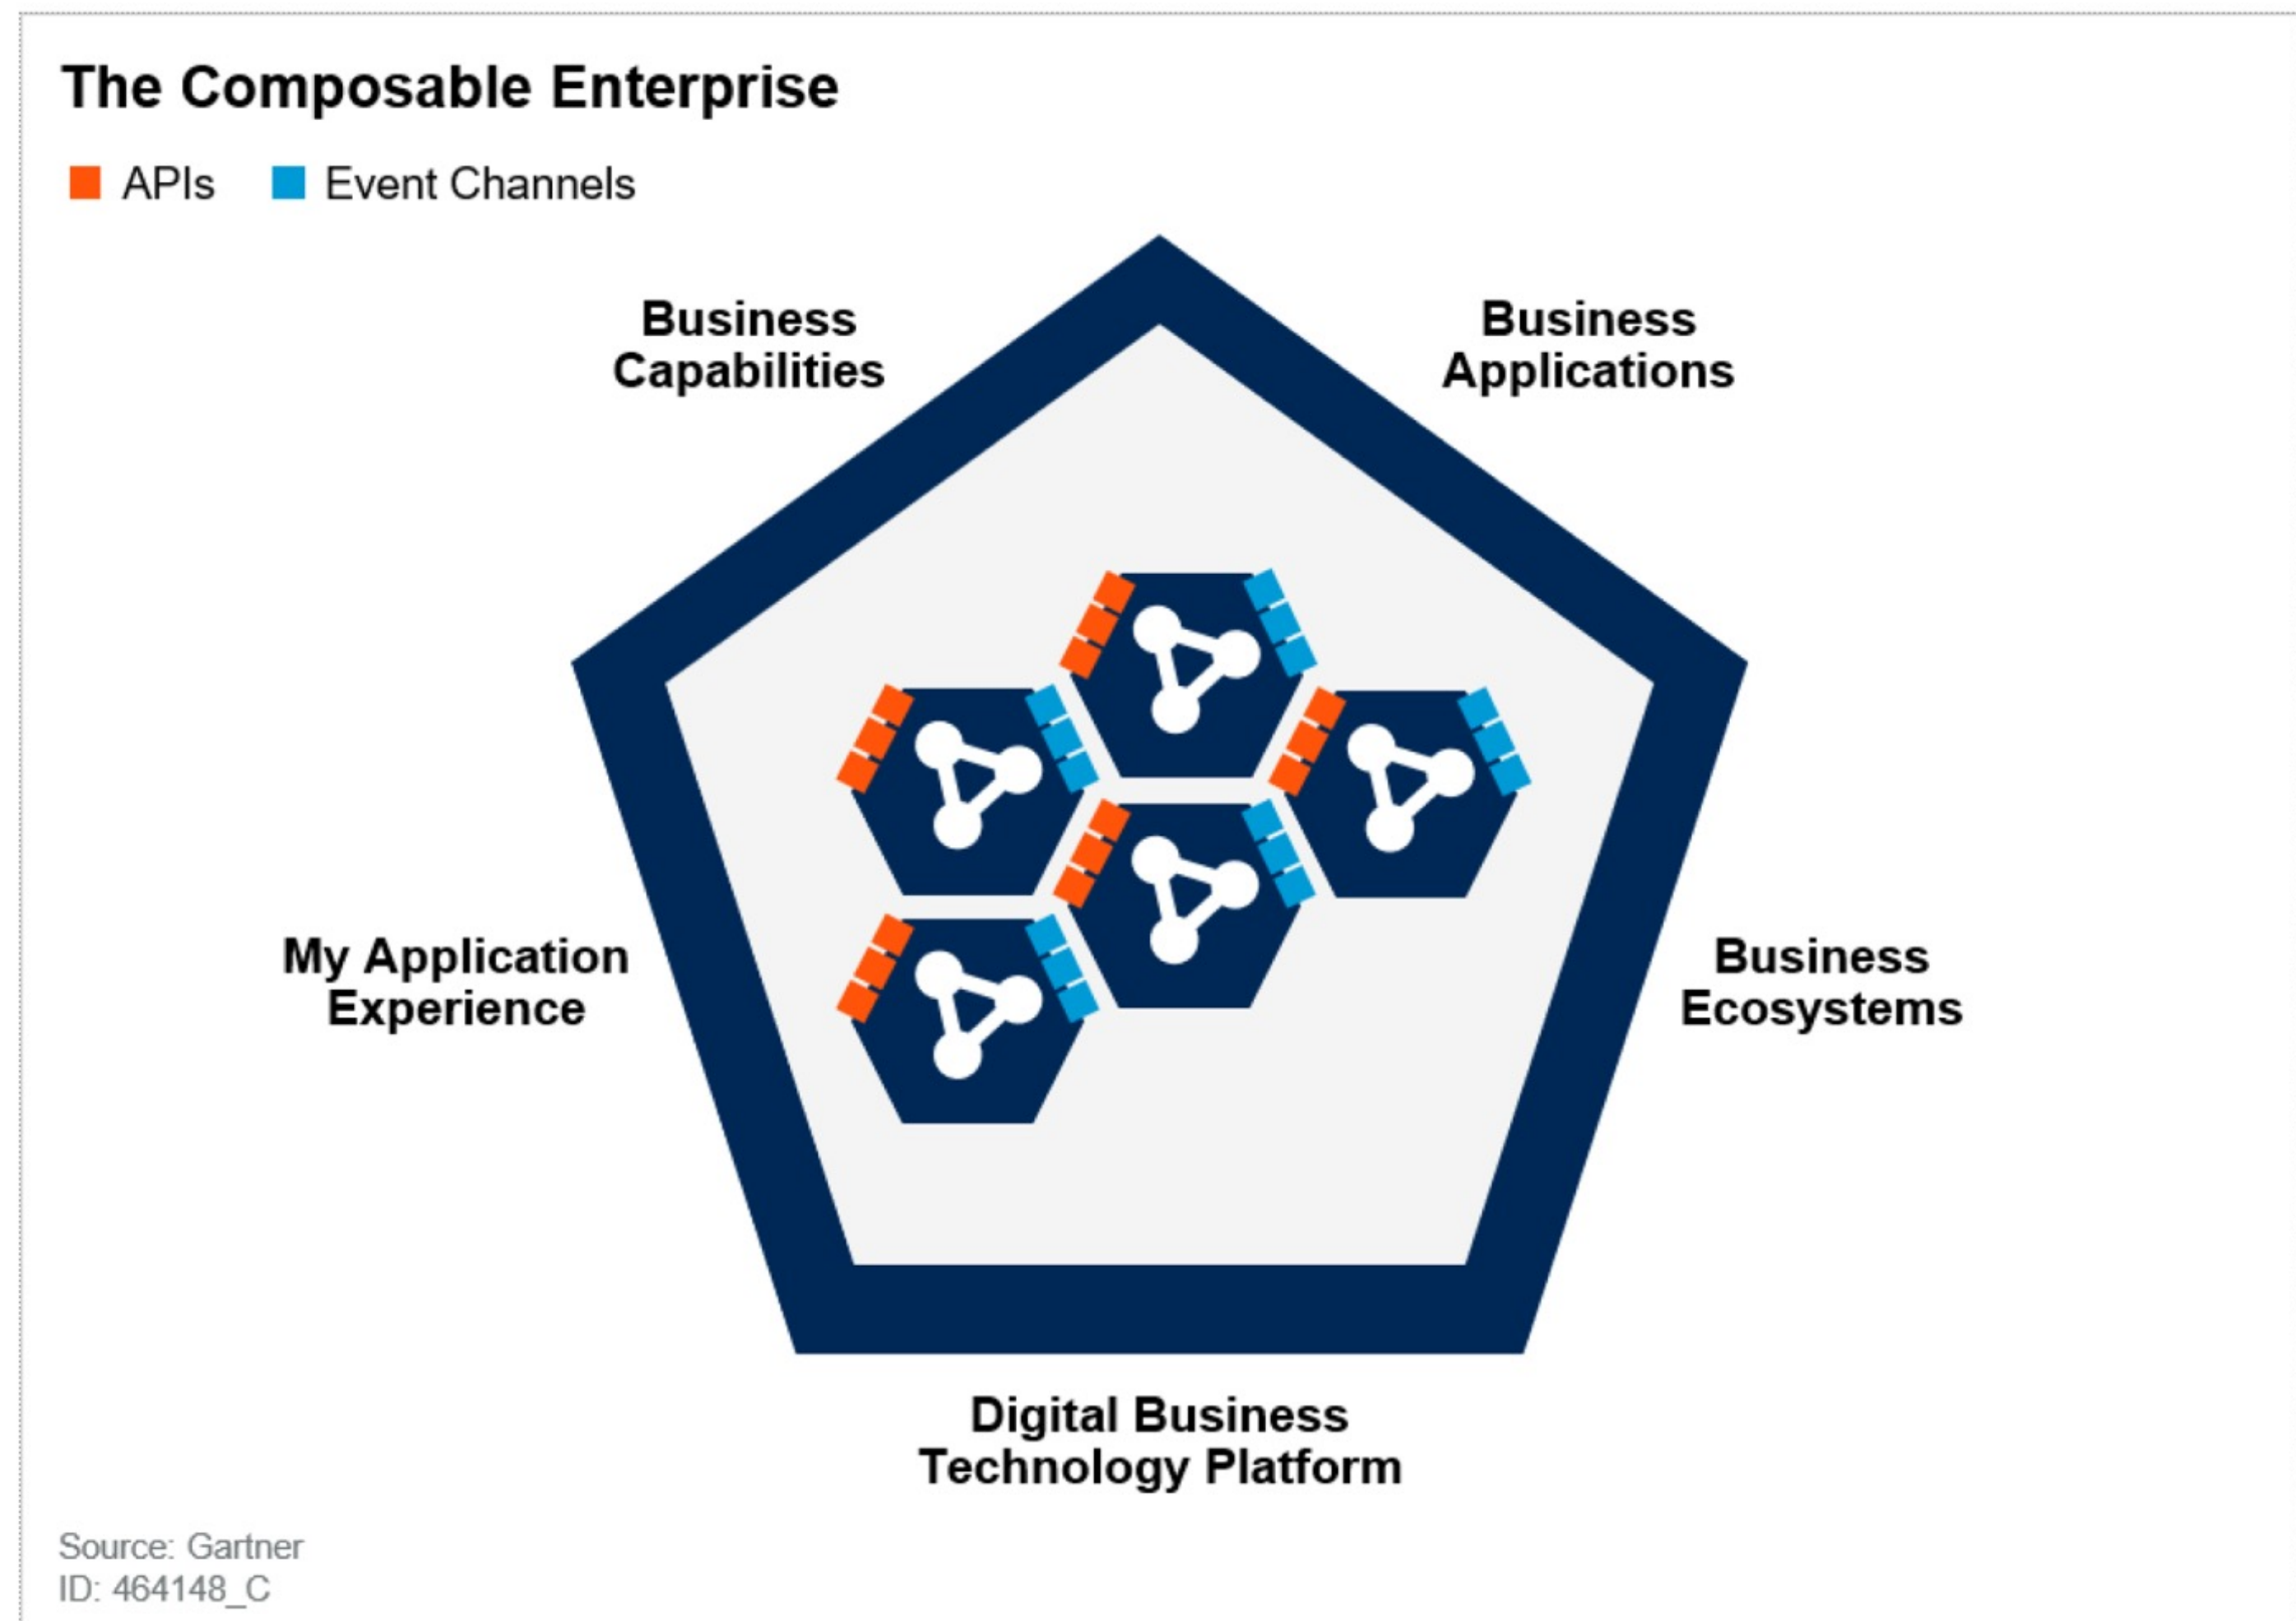 The Composable Enterprise
APIs
Event Channels
Business
Capabilities
Business
Applications
My Application
Experience
Business
Ecosystems
Digital Business
Technology Platform
Source: Gartner
ID: 464148_C